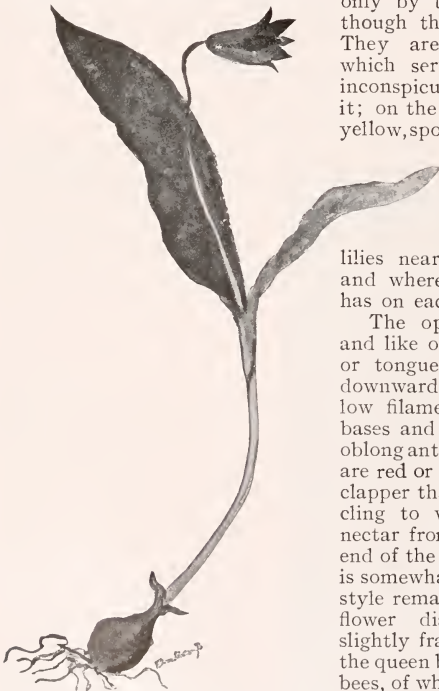 only by
though th
They are
which ser
inconspicu
it; on the
yellow, spo
lilies near
and where
has on eac
The op
and like o
or tongue
downward
low filame
bases and
oblong ant
are red or
clapper th
cling to
nectar from
end of the
is somewha
style rema
flower dis
slightly fra
the queen
bees, of wh